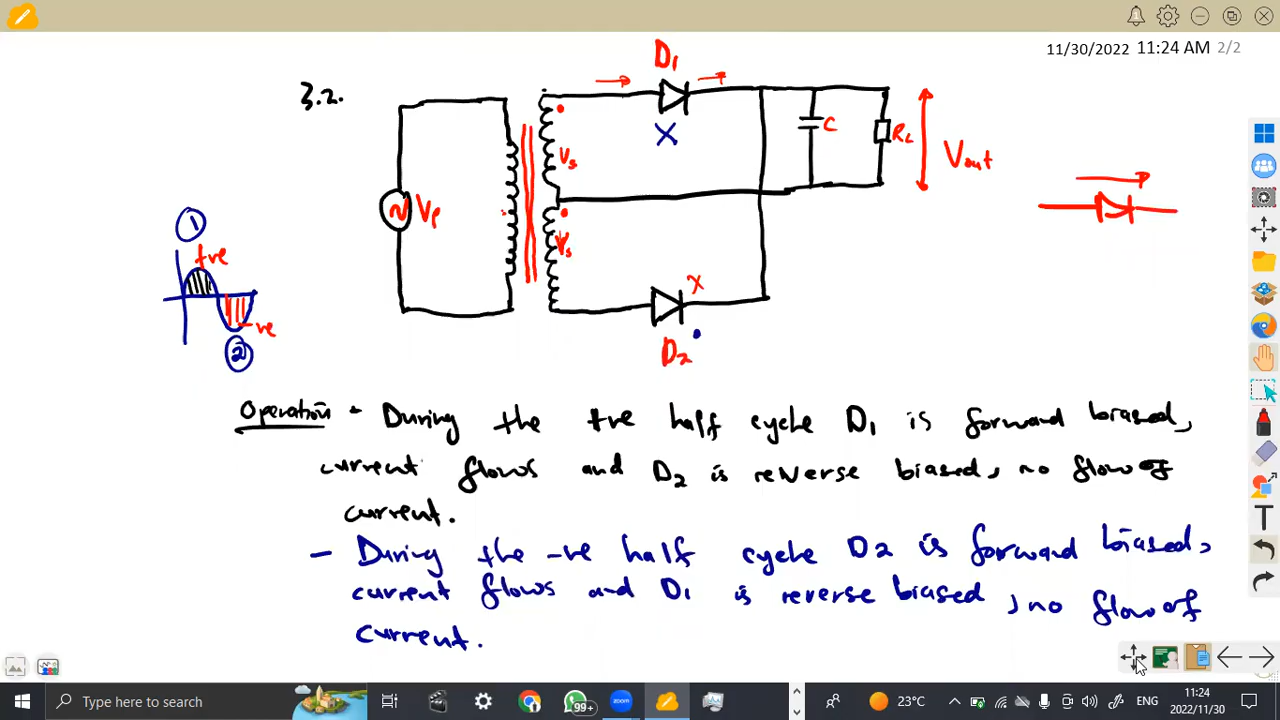 11/30/2022 11:24 AM 2/2
3.2.
D1
X
C
RL
Vout
Vs
Vp
Vs
X
D2
1
+ve
-ve
2
Operation - During the +ve half cycle D1 is forward biased,
current flows and D2 is reverse biased, no flow of
current.
- During the -ve half cycle D2 is forward biased,
current flows and D1 is reverse biased, no flow of
current.
T
Type here to search
99+
zoom
23°C
ENG
11:24
2022/11/30